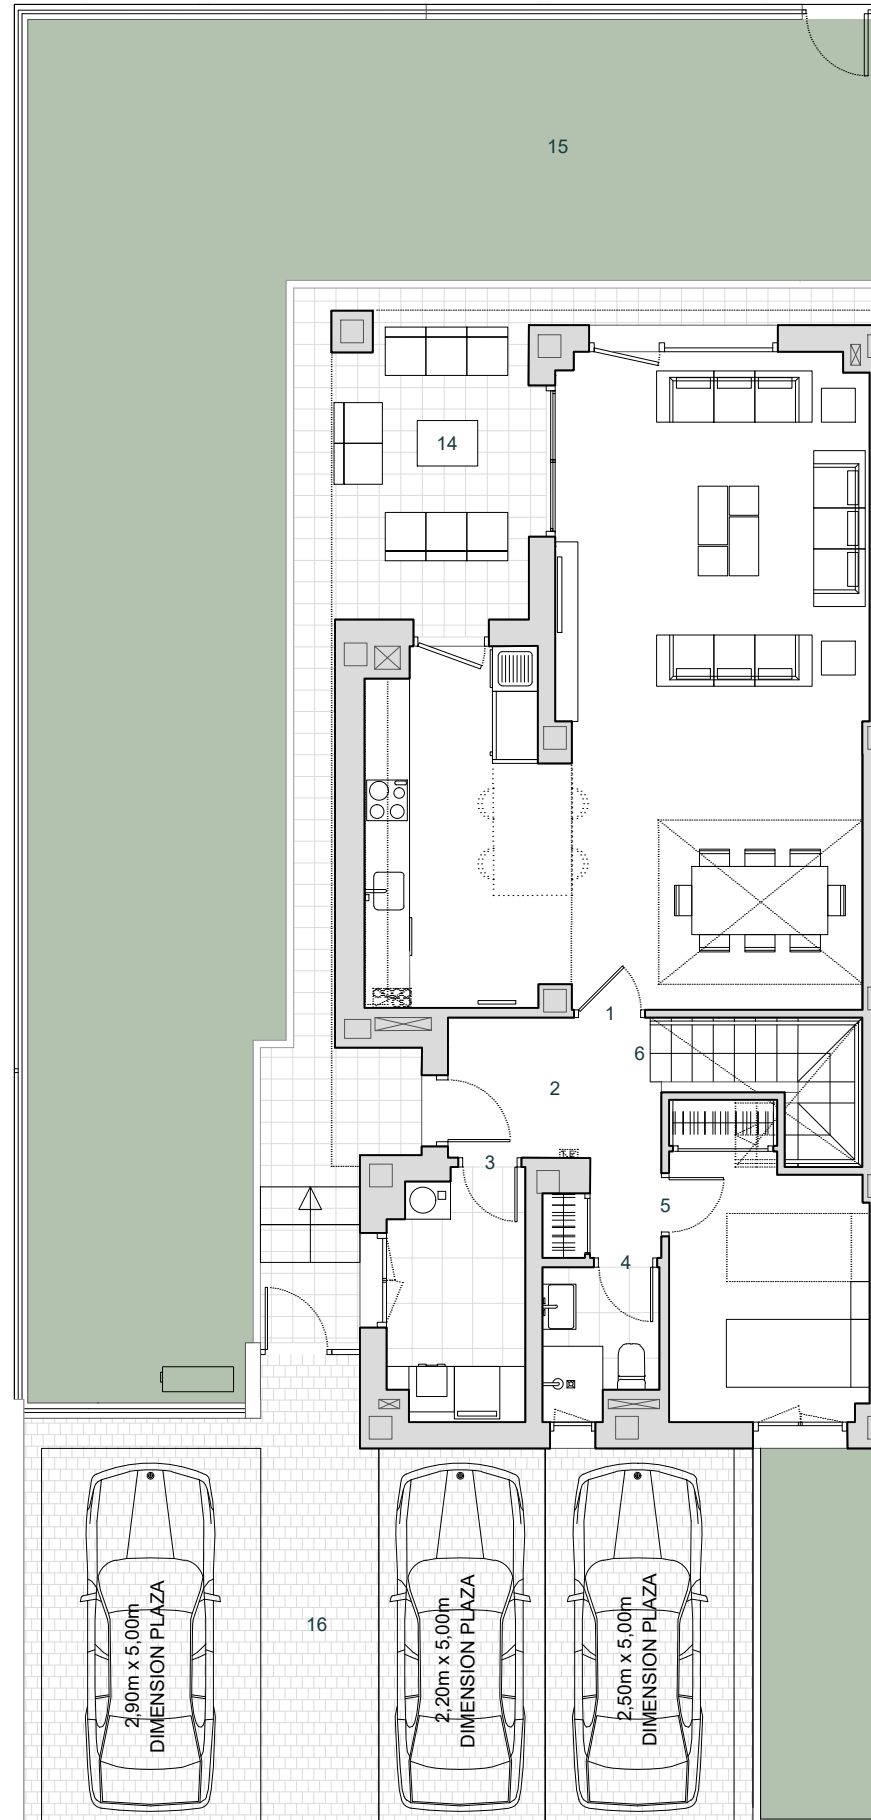 15
14
1
6
2
3
5
4
16
2,90m x 5,00m
DIMENSION PLAZA
2,20m x 5,00m
DIMENSION PLAZA
2,50m x 5,00m
DIMENSION PLAZA